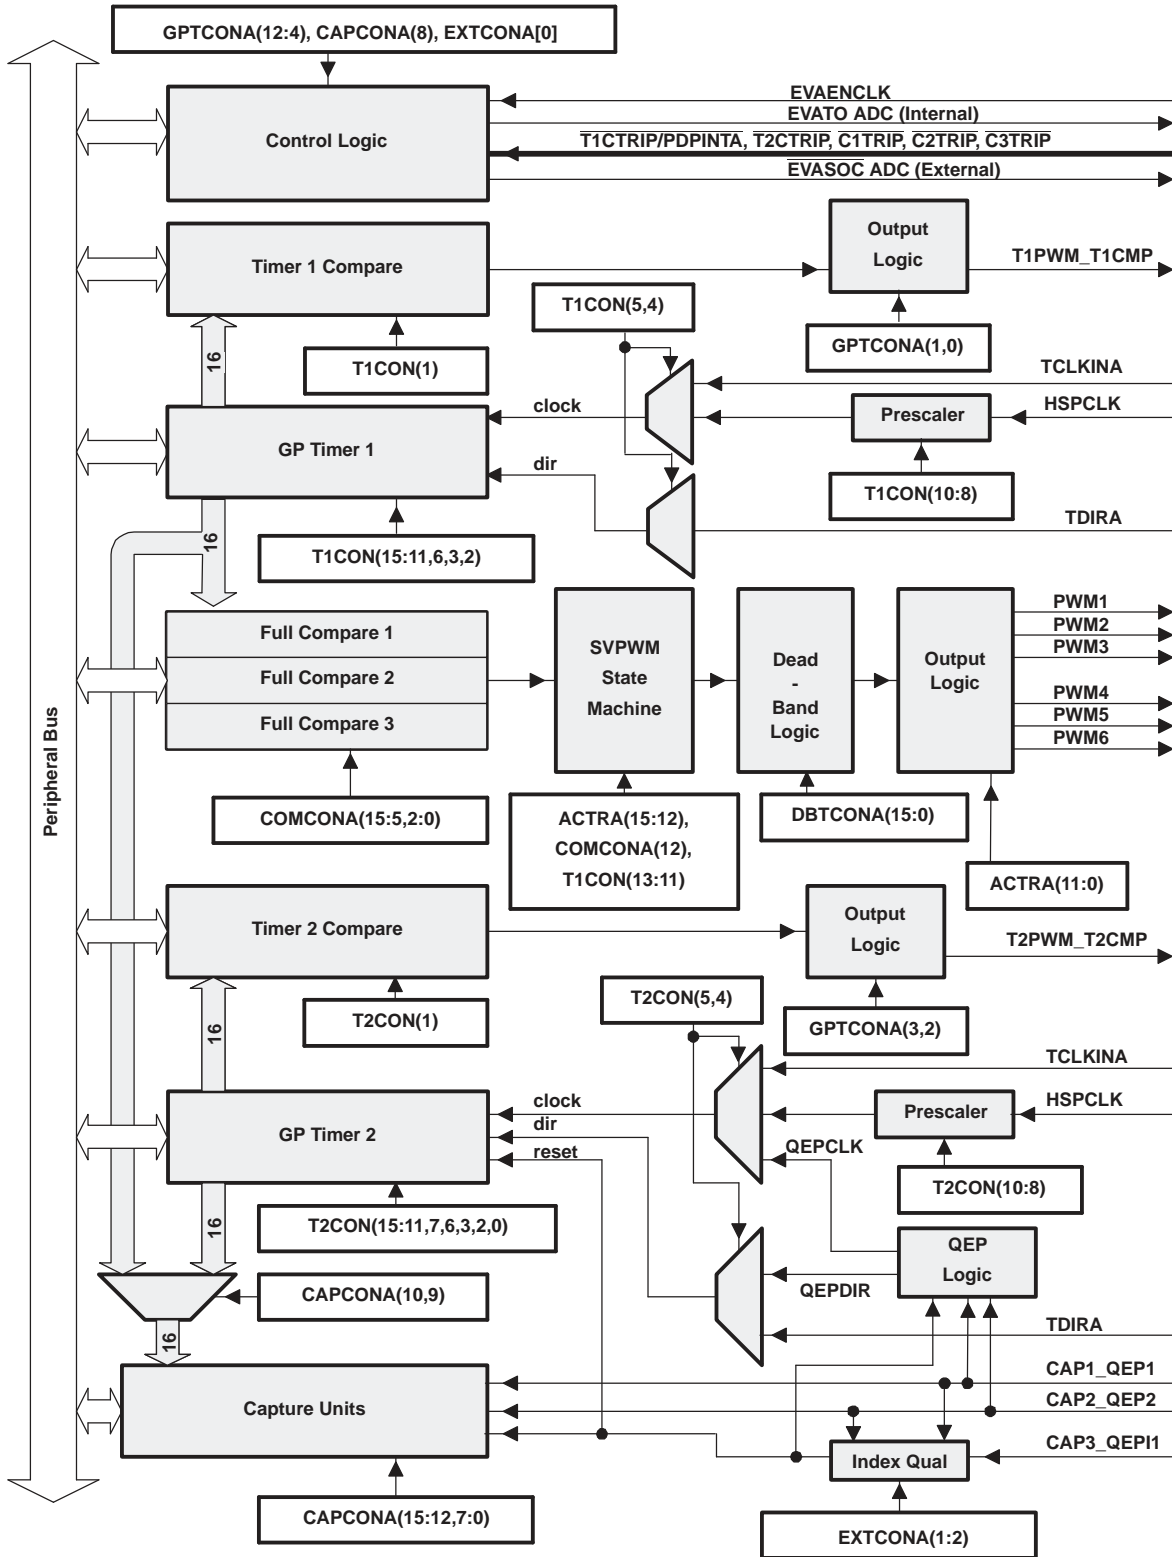 GPTCONA(12:4), CAPCONA(8), EXTCONA[0]
Control Logic
EVAENCLK
EVATO ADC (Internal)
T1CTRIP/PDPINTA, T2CTRIP, C1TRIP, C2TRIP, C3TRIP
EVASOC ADC (External)
Timer 1 Compare
Output
Logic
T1PWM_T1CMP
T1CON(5,4)
GPTCONA(1,0)
16
T1CON(1)
TCLKINA
clock
Prescaler
HSPCLK
GP Timer 1
dir
T1CON(10:8)
TDIRA
16
T1CON(15:11,6,3,2)
Full Compare 1
Full Compare 2
Full Compare 3
SVPWM
State
Machine
Dead
-
Band
Logic
Output
Logic
PWM1
PWM2
PWM3
PWM4
PWM5
PWM6
Peripheral Bus
COMCONA(15:5,2:0)
ACTRA(15:12),
COMCONA(12),
T1CON(13:11)
DBTCONA(15:0)
ACTRA(11:0)
Timer 2 Compare
Output
Logic
T2PWM_T2CMP
T2CON(5,4)
T2CON(1)
GPTCONA(3,2)
16
TCLKINA
clock
Prescaler
HSPCLK
GP Timer 2
dir
reset
QEPCLK
T2CON(10:8)
16
T2CON(15:11,7,6,3,2,0)
QEP
Logic
QEPDIR
CAPCONA(10,9)
TDIRA
16
Capture Units
CAP1_QEP1
CAP2_QEP2
CAP3_QEPI1
Index Qual
CAPCONA(15:12,7:0)
EXTCONA(1:2)